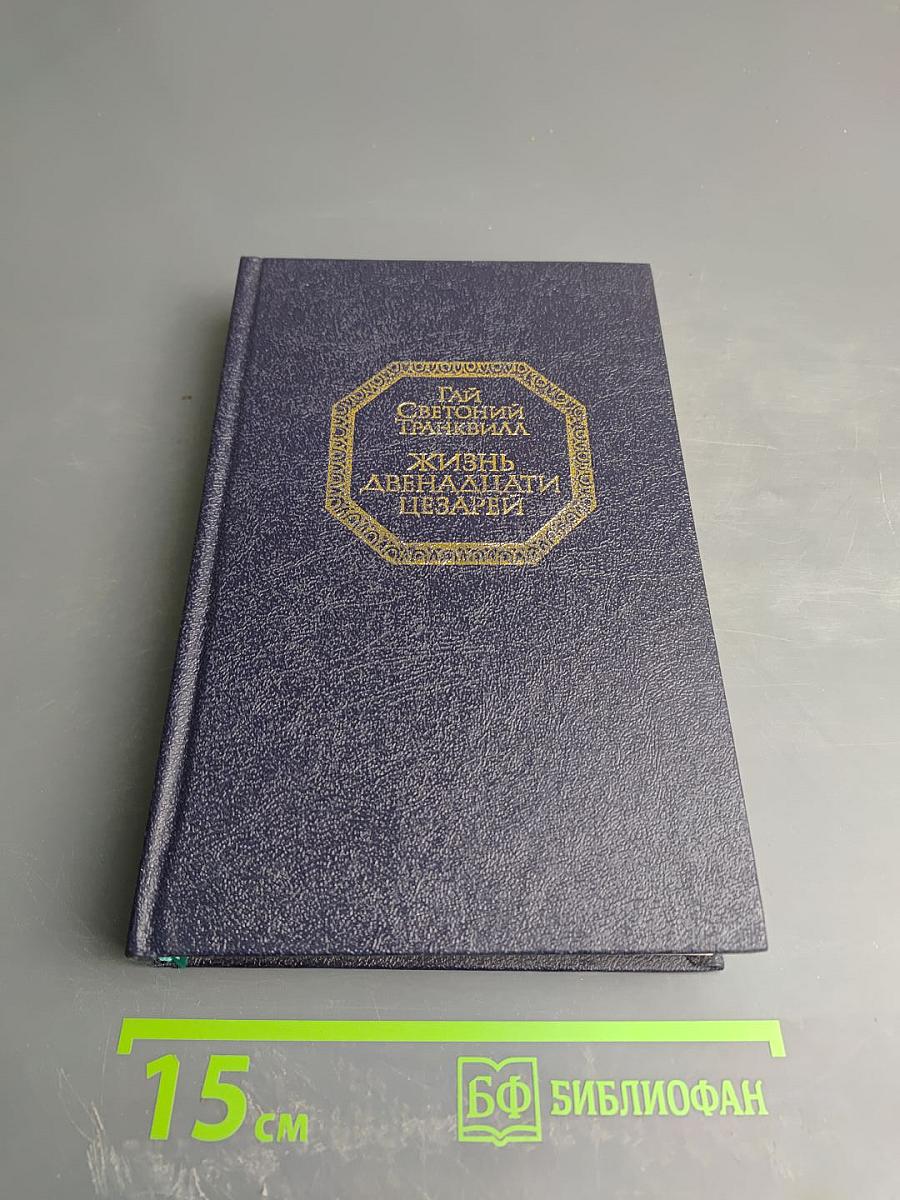 Гай
Светоний
Транквилл
Жизнь
двенадцати
цезарей
15 см
БФ БИБЛИОФАН